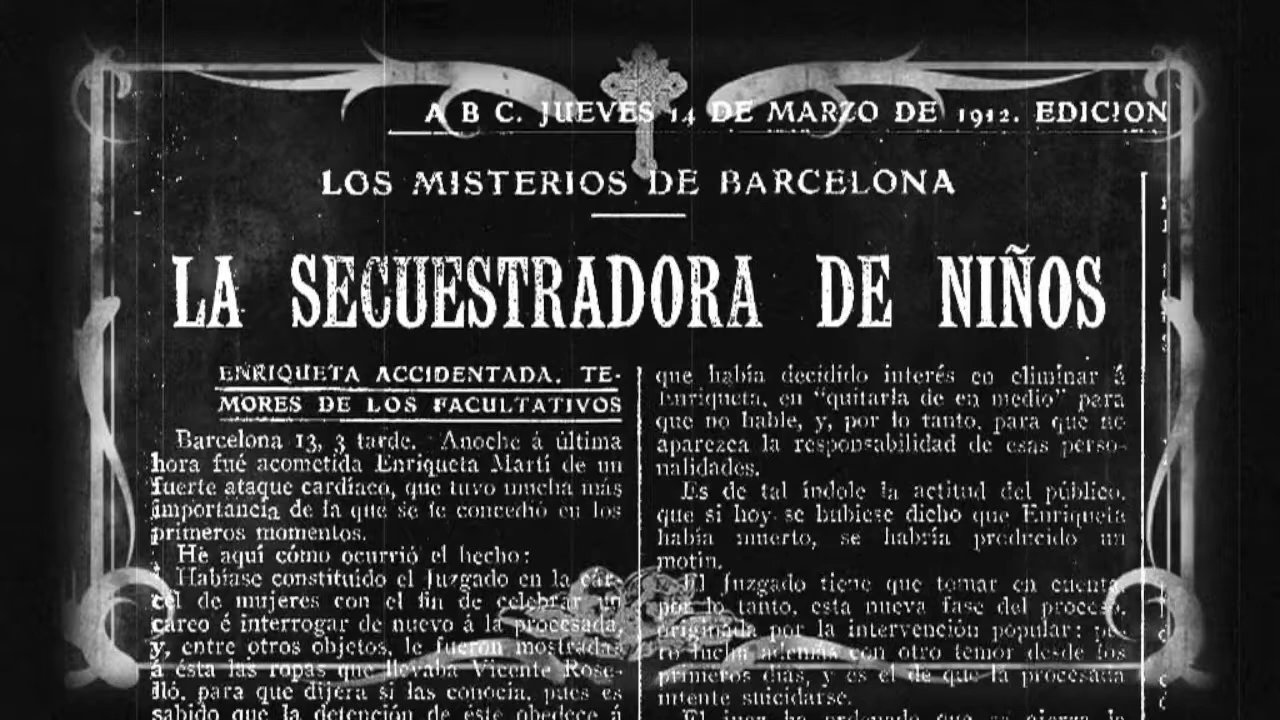 A B C. JUEVES 14 DE MARZO DE 1912. EDICION
LOS MISTERIOS DE BARCELONA
LA SECUESTRADORA DE NIÑOS
ENRIQUETA ACCIDENTADA. TE-
MORES DE LOS FACULTATIVOS
Barcelona 13, 3 tarde. Anoche á última
hora fué acometida Enriqueta Martí de un
fuerte ataque cardíaco, que tuvo mucha más
importancia de la que se le concedió en los
primeros momentos.
He aquí cómo ocurrió el hecho:
Habíase constituído el Juzgado en la cár-
cel de mujeres con el fin de celebrar un
careo é interrogar de nuevo á la procesada,
y, entre otros objetos, le fueron mostradas
á ésta las ropas que llevaba Vicente Rose-
lló, para que dijera si las conocía, pues es
sabido que la detención de éste obedece á
que había decidido interés en eliminar á
Enriqueta, en “quitarla de en medio” para
que no hable, y, por lo tanto, para que no
aparezca la responsabilidad de esas perso-
nalidades.
Es de tal índole la actitud del público,
que si hoy se hubiese dicho que Enriqueta
había muerto, se habría producido un
motín.
El Juzgado tiene que tomar en cuenta,
por lo tanto, esta nueva fase del proceso,
originada por la intervención popular; pe-
ro lucha además con otro temor desde los
primeros días, y es el de que la procesada
intente suicidarse.
El juez ha ordenado que se ejerza la